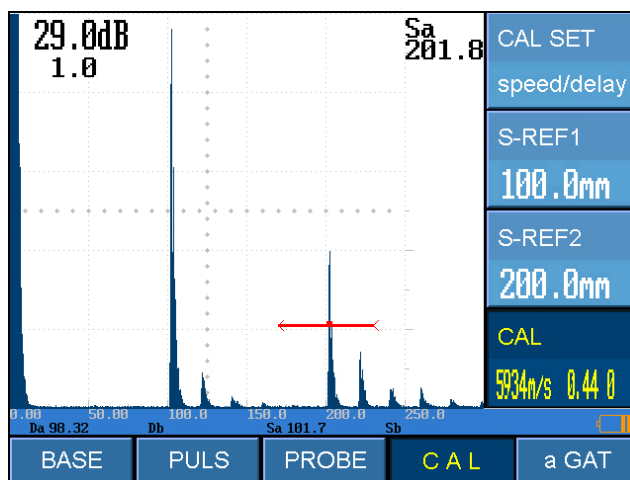 29.0dB
1.0
Sa
201.8
CAL SET
speed/delay
S-REF1
100.0mm
S-REF2
200.0mm
CAL
5934m/s 0.44 0
0.00 50.00 100.0 150.0 200.0 250.0
Da 98.32 Db Sa 101.7 Sb
BASE PULS PROBE C A L a GAT